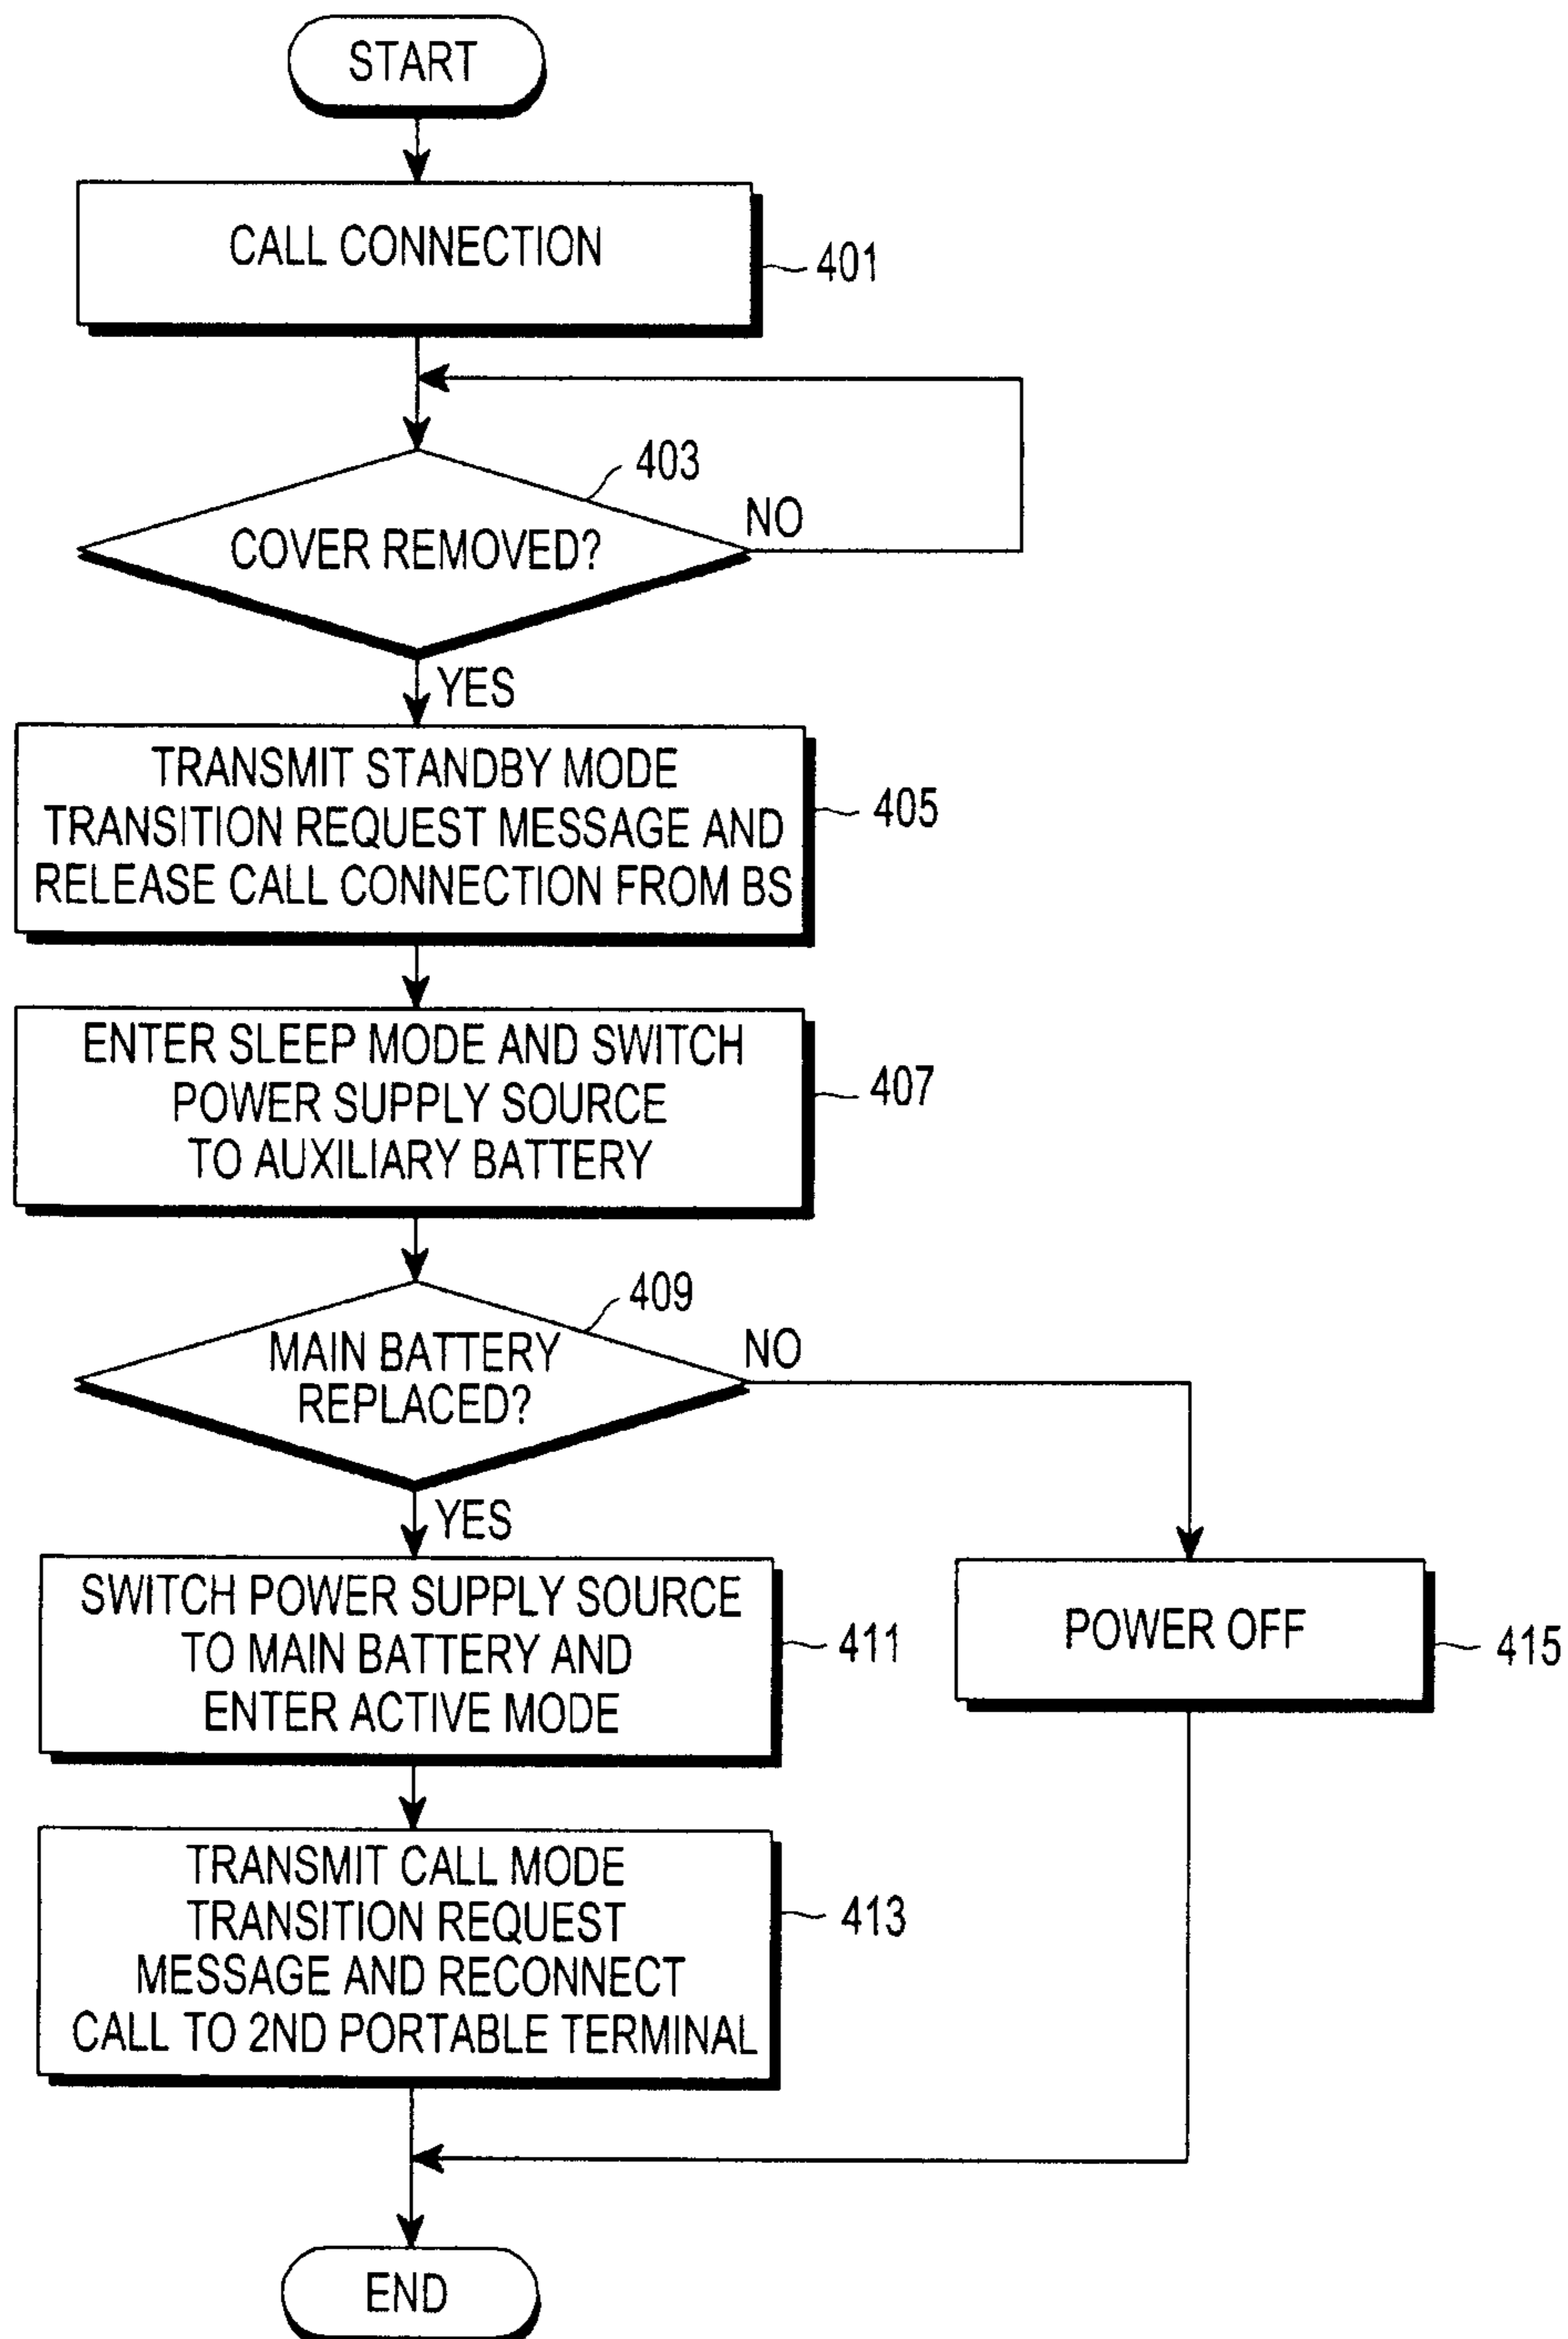 START
CALL CONNECTION
401
403
COVER REMOVED?
NO
YES
TRANSMIT STANDBY MODE
TRANSITION REQUEST MESSAGE AND
RELEASE CALL CONNECTION FROM BS
405
ENTER SLEEP MODE AND SWITCH
POWER SUPPLY SOURCE
TO AUXILIARY BATTERY
407
409
MAIN BATTERY
REPLACED?
NO
YES
SWITCH POWER SUPPLY SOURCE
TO MAIN BATTERY AND
ENTER ACTIVE MODE
411
POWER OFF
415
TRANSMIT CALL MODE
TRANSITION REQUEST
MESSAGE AND RECONNECT
CALL TO 2ND PORTABLE TERMINAL
413
END